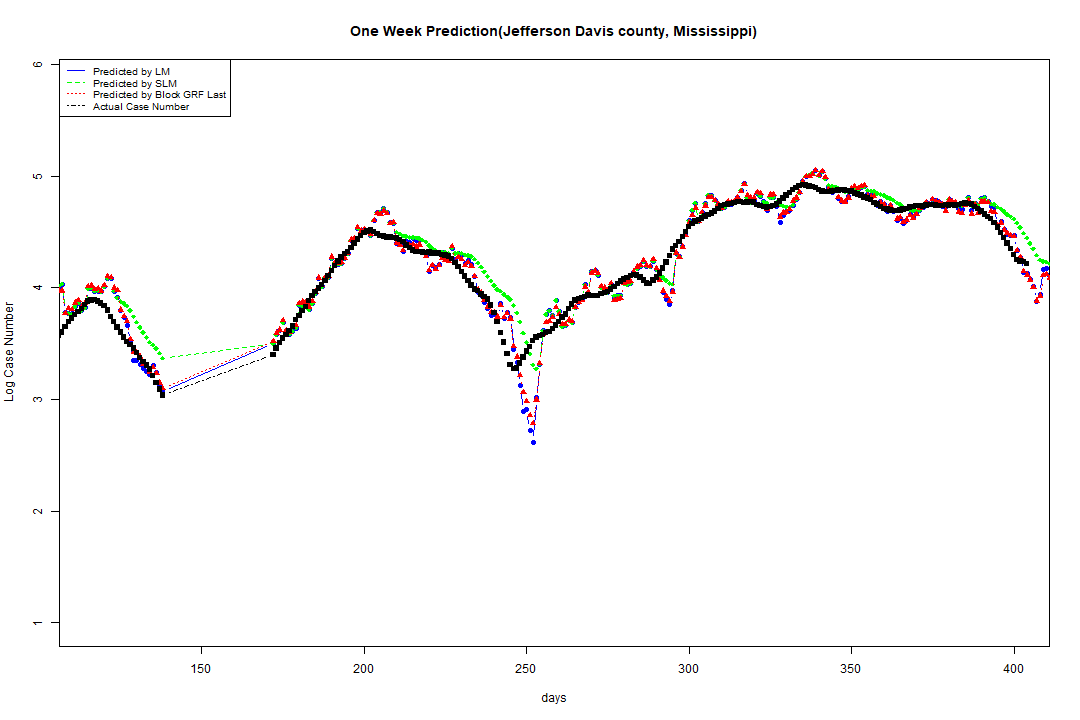 One Week Prediction(Jefferson Davis county, Mississippi)
Predicted by LM
Predicted by SLM
Predicted by Block GRF Last
Actual Case Number
6
5
4
3
2
1
Log Case Number
150 200 250 300 350 400
days